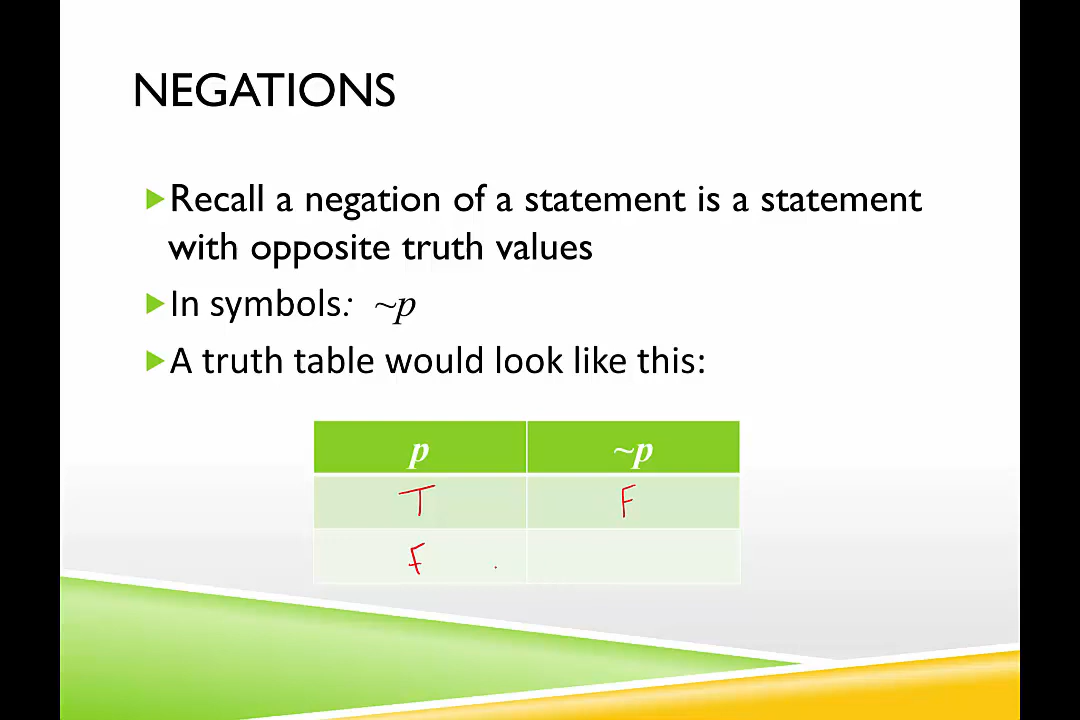 NEGATIONS
Recall a negation of a statement is a statement
with opposite truth values
In symbols: ~p
A truth table would look like this:
p ~p
T F
F